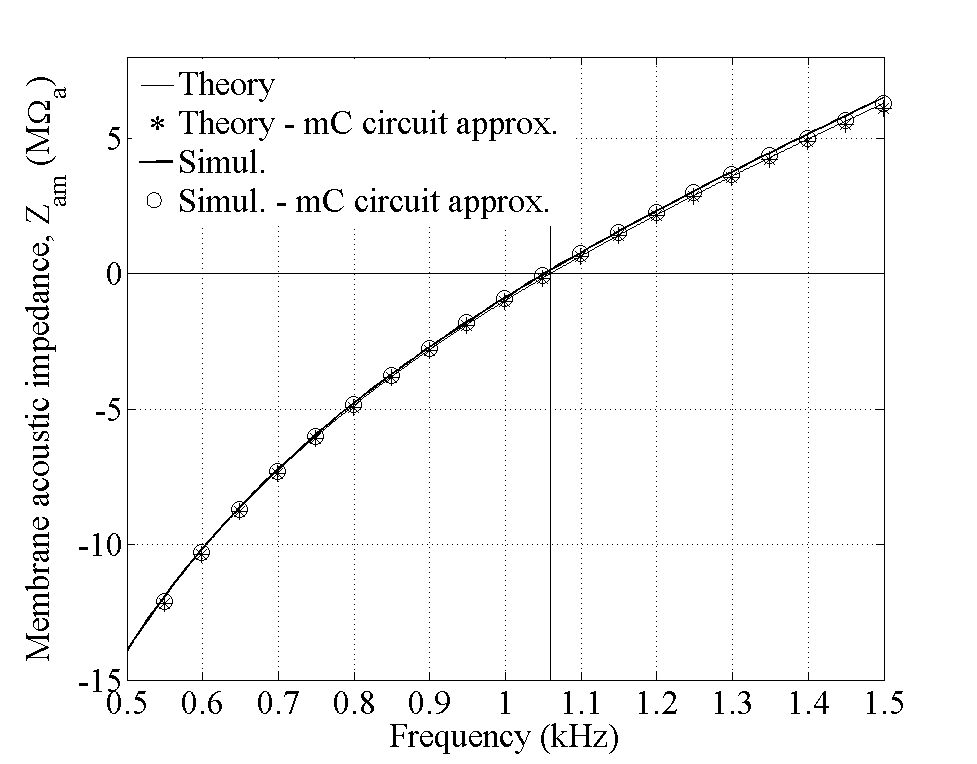 Theory
Theory - mC circuit approx.
Simul.
Simul. - mC circuit approx.
Membrane acoustic impedance, Zam (MΩa)
5
0
-5
-10
-15
0.5 0.6 0.7 0.8 0.9 1 1.1 1.2 1.3 1.4 1.5
Frequency (kHz)